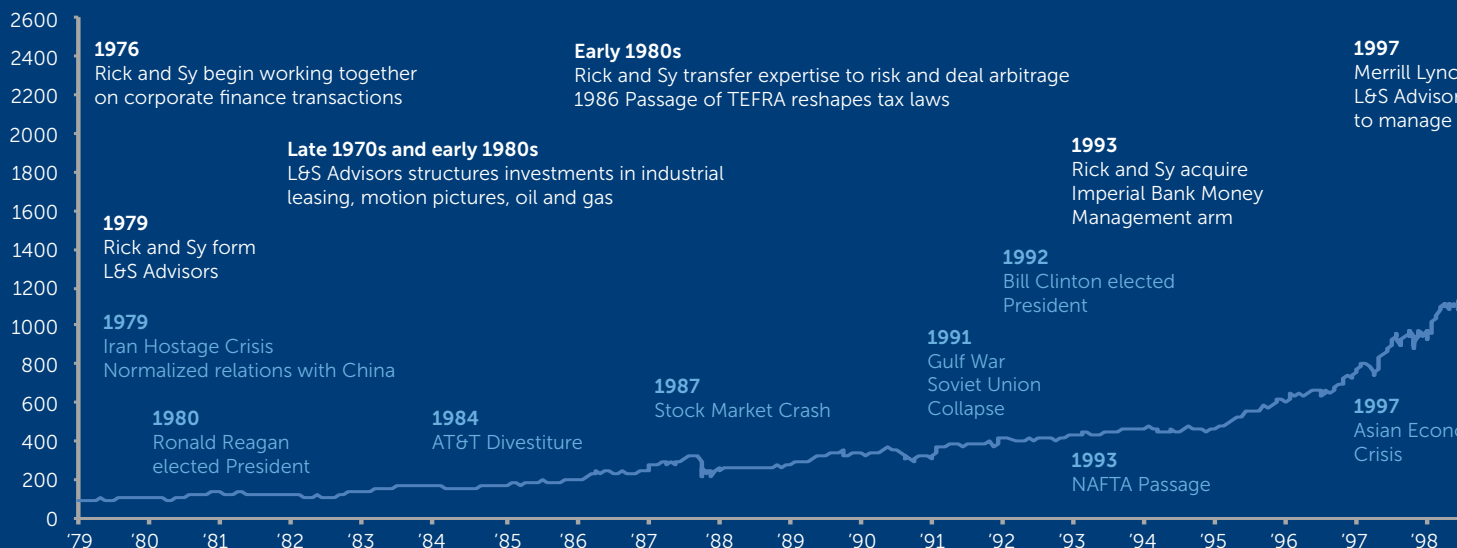 2600
2400
2200
2000
1800
1600
1400
1200
1000
800
600
400
200
0
1976
Rick and Sy begin working together
on corporate finance transactions
Early 1980s
Rick and Sy transfer expertise to risk and deal arbitrage
1986 Passage of TEFRA reshapes tax laws
1997
Merrill Lync
L&S Advisor
to manage
Late 1970s and early 1980s
L&S Advisors structures investments in industrial
leasing, motion pictures, oil and gas
1993
Rick and Sy acquire
Imperial Bank Money
Management arm
1979
Rick and Sy form
L&S Advisors
1992
Bill Clinton elected
President
1979
Iran Hostage Crisis
Normalized relations with China
1991
Gulf War
Soviet Union
Collapse
1980
Ronald Reagan
elected President
1984
AT&T Divestiture
1987
Stock Market Crash
1997
Asian Econ
Crisis
1993
NAFTA Passage
'79 '80 '81 '82 '83 '84 '85 '86 '87 '88 '89 '90 '91 '92 '93 '94 '95 '96 '97 '98